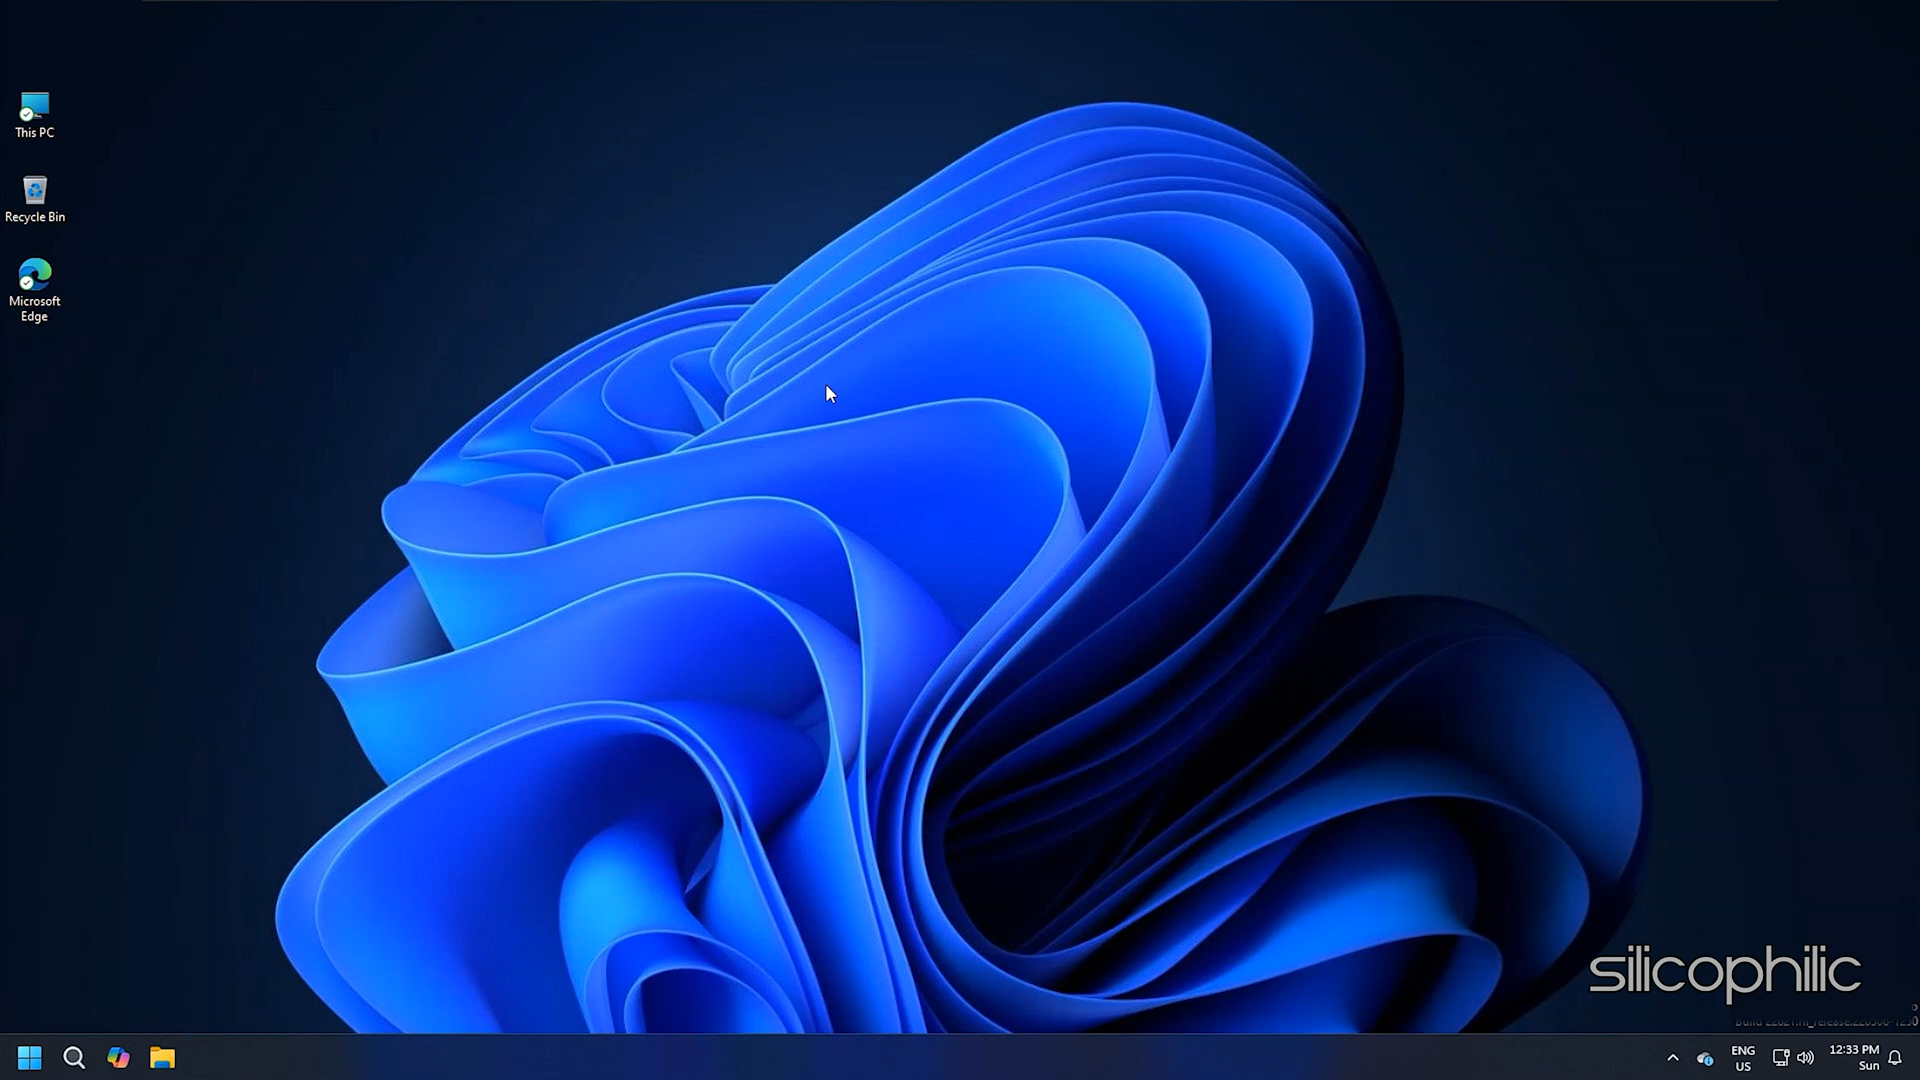 This PC
Recycle Bin
Microsoft
Edge
silicophilic
ENG
US
12:33 PM
Sun